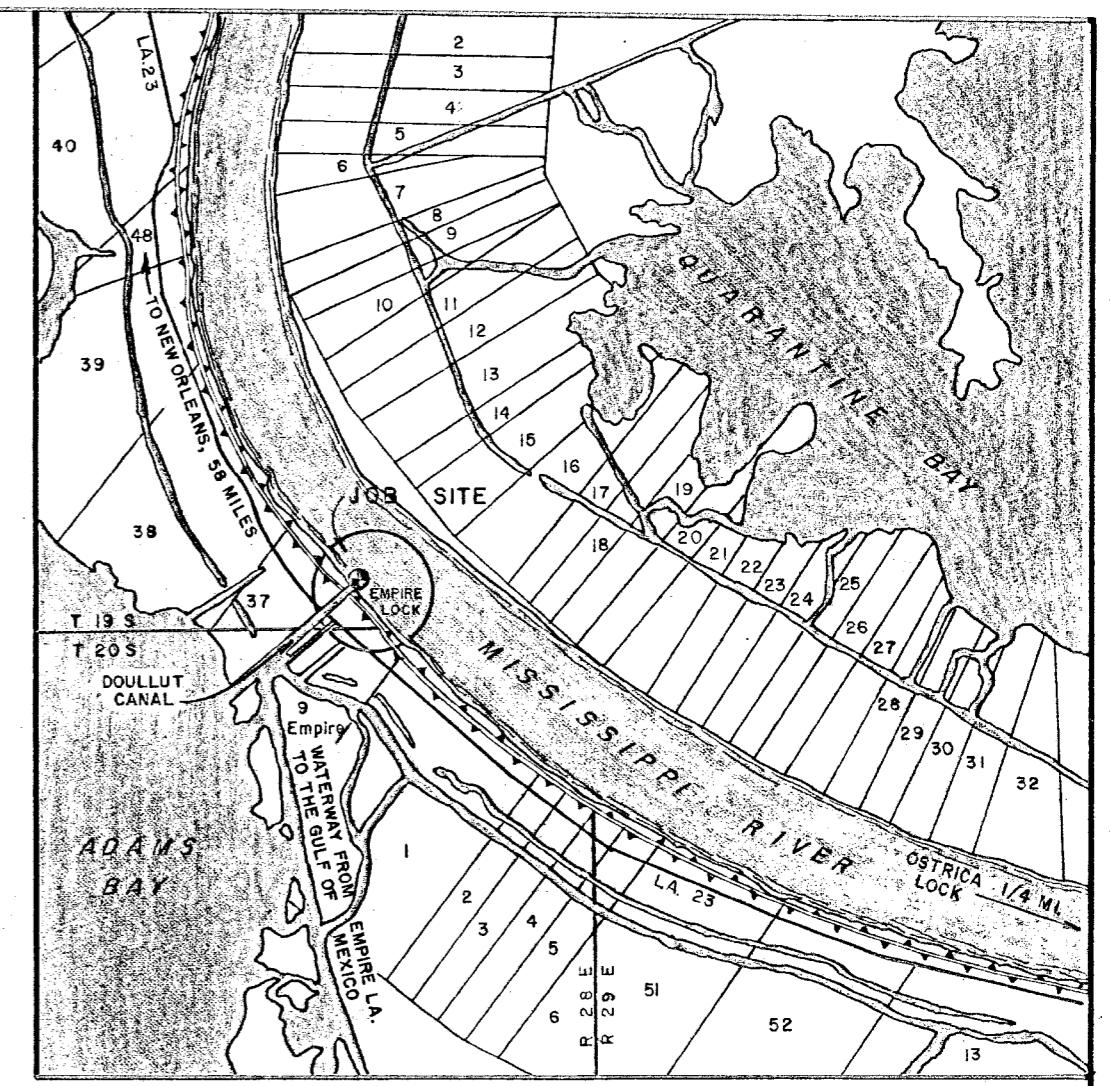 2
3
LA. 23
4
40
5
6
7
8
9
48
TO NEW ORLEANS, 58 MILES
QUARANTINE BAY
10
11
12
39
13
14
15
16
17
19
JOB SITE
38
18
20
21
22
23
24
25
EMPIRE
LOCK
37
T 19 S
T 20 S
26
27
DOULLUT
CANAL
MISSISSIPPI RIVER
28
9
Empire
29
30
31
32
WATERWAY FROM EMPIRE LA.
TO THE GULF OF MEXICO
ADAMS
BAY
1
OSTRICA
LOCK 1/4 MI.
LA. 23
2
3
4
5
6
R 28 E
R 29 E
51
52
13